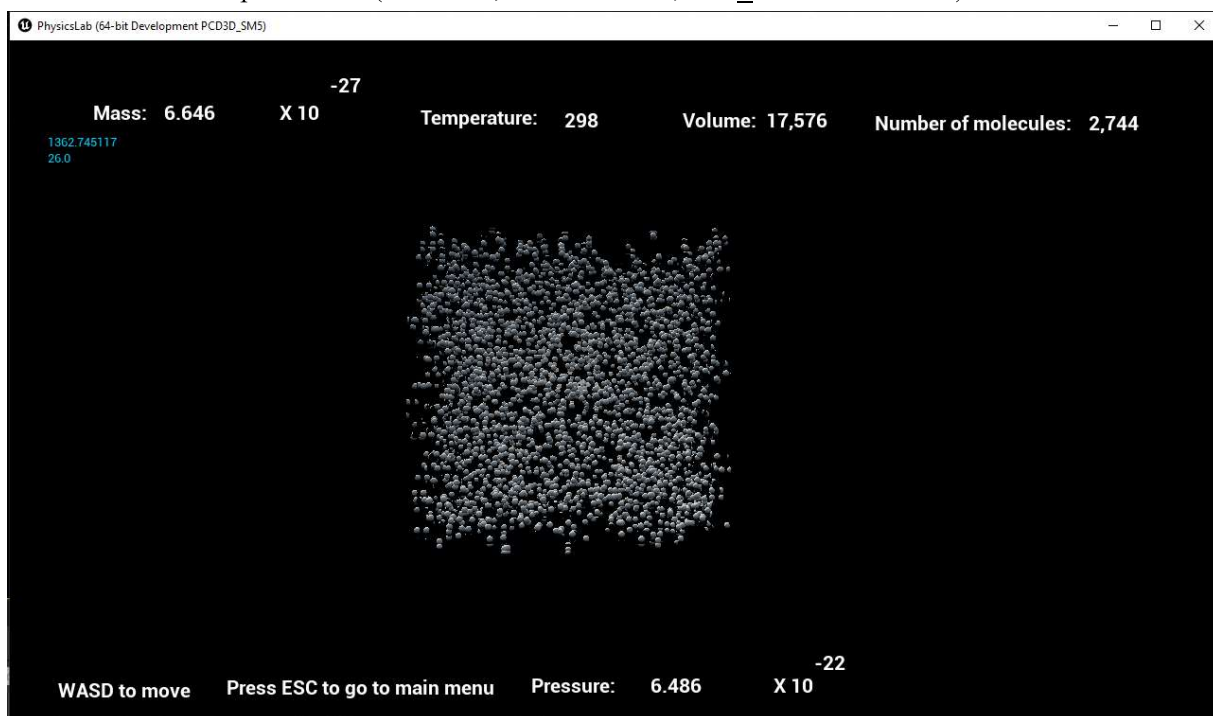 PhysicsLab (64-bit Development PCD3D_SM5)
Mass: 6.646 X 10 -27
Temperature: 298
Volume: 17,576
Number of molecules: 2,744
1362.745117
26.0
WASD to move
Press ESC to go to main menu
Pressure: 6.486 X 10 -22